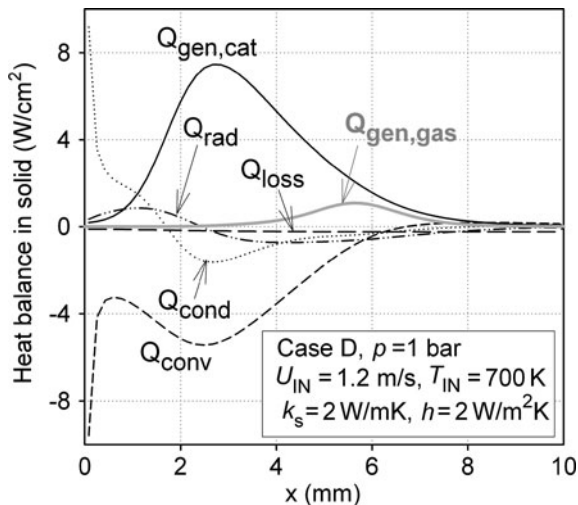 Heat balance in solid (W/cm²)
8
4
0
-4
-8
Q_gen,cat
Q_rad
Q_gen,gas
Q_loss
Q_cond
Q_conv
Case D, p=1 bar
U_IN = 1.2 m/s, T_IN = 700 K
k_s = 2 W/mK, h = 2 W/m²K
0 2 4 6 8 10
x (mm)